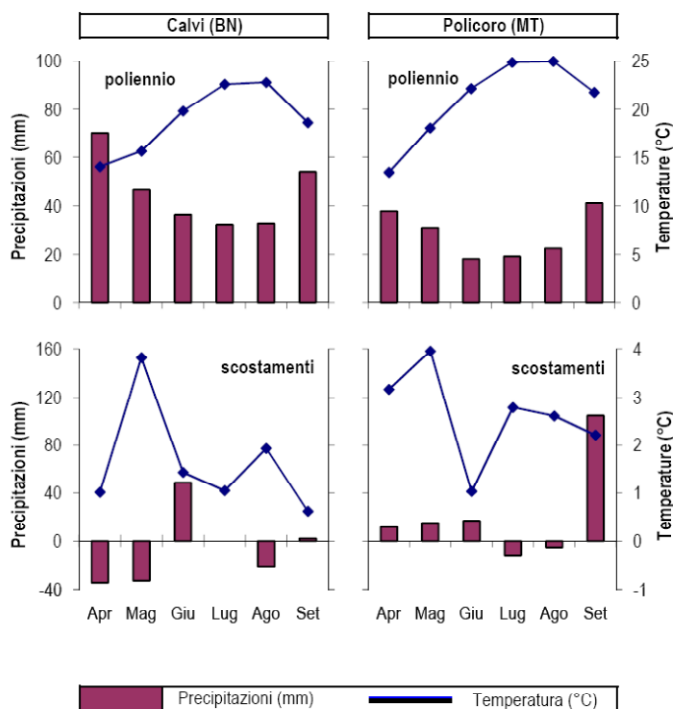 Calvi (BN)
Policoro (MT)
100
80
60
40
20
0
Precipitazioni (mm)
poliennio
poliennio
25
20
15
10
5
0
Temperature (°C)
160
120
80
40
0
-40
Precipitazioni (mm)
scostamenti
scostamenti
4
3
2
1
0
-1
Temperature (°C)
Apr Mag Giu Lug Ago Set
Apr Mag Giu Lug Ago Set
Precipitazioni (mm)
Temperatura (°C)